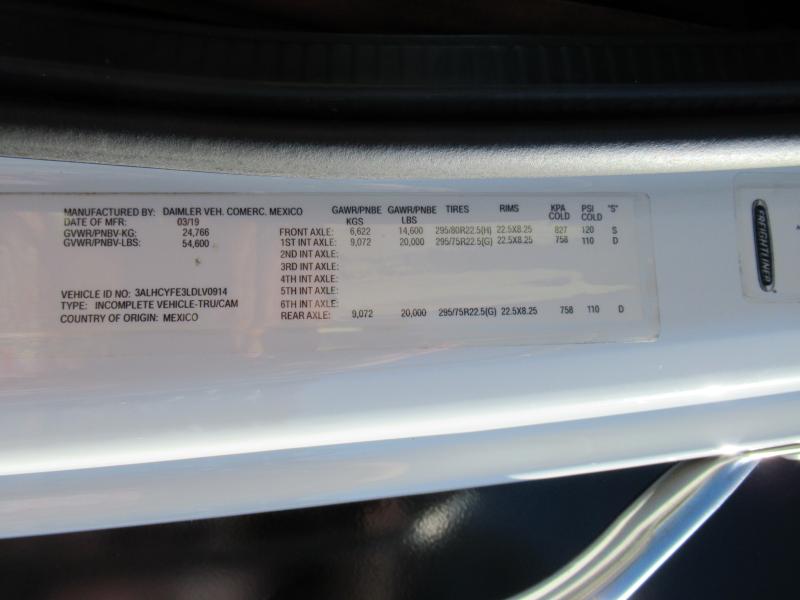 MANUFACTURED BY: DAIMLER VEH. COMERC. MEXICO
DATE OF MFR: 03/19
GVWR/PNBV-KG: 24,766
GVWR/PNBV-LBS: 54,600
VEHICLE ID NO: 3ALHCYFE3LDLV0914
TYPE: INCOMPLETE VEHICLE-TRU/CAM
COUNTRY OF ORIGIN: MEXICO
GAWR/PNBE KGS GAWR/PNBE LBS TIRES RIMS KPA COLD PSI COLD "S"
FRONT AXLE: 6,622 14,600 295/80R22.5(H) 22.5X8.25 827 120 S
1ST INT AXLE: 9,072 20,000 295/75R22.5(G) 22.5X8.25 758 110 D
2ND INT AXLE:
3RD INT AXLE:
4TH INT AXLE:
5TH INT AXLE:
6TH INT AXLE:
REAR AXLE: 9,072 20,000 295/75R22.5(G) 22.5X8.25 758 110 D
FREIGHTLINER